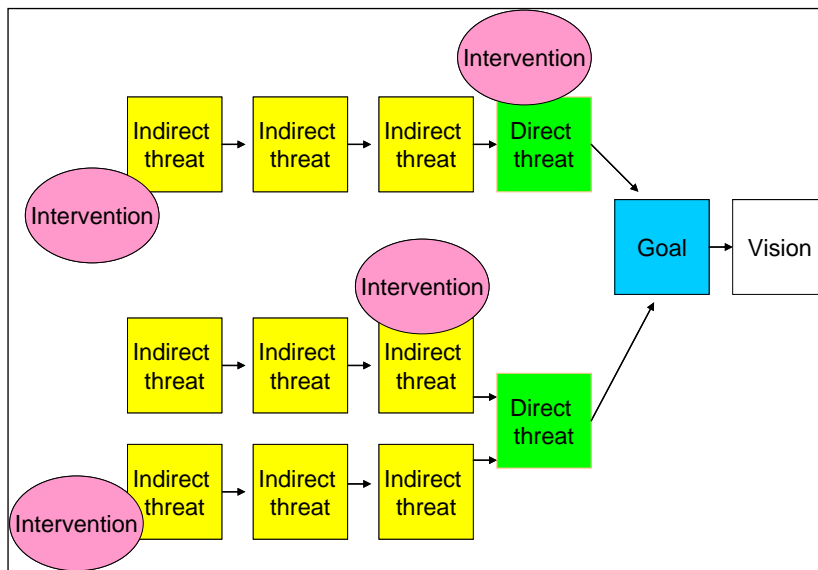 Intervention
Indirect
threat
Indirect
threat
Indirect
threat
Direct
threat
Intervention
Goal
Vision
Intervention
Indirect
threat
Indirect
threat
Indirect
threat
Direct
threat
Indirect
threat
Indirect
threat
Indirect
threat
Intervention